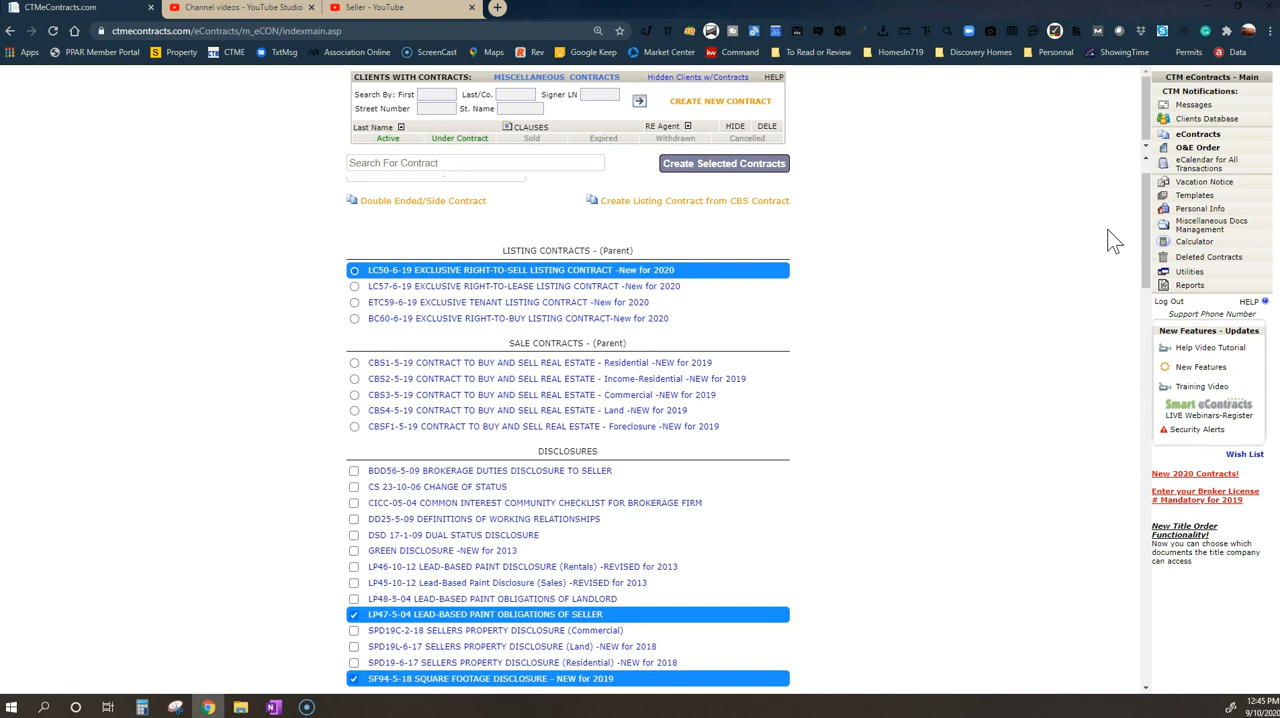 CTMeContracts.com
Channel videos - YouTube Studio
Seller - YouTube
ctmecontracts.com/eContracts/m_eCON/indexmain.asp
Apps
PPAR Member Portal
Property
CTME
TxtMsg
Association Online
ScreenCast
Maps
Rev
Google Keep
Market Center
Command
To Read or Review
HomesIn719
Discovery Homes
Personnal
ShowingTime
Permits
Data
CLIENTS WITH CONTRACTS:
MISCELLANEOUS CONTRACTS
Hidden Clients w/Contracts
HELP
Search By: First
Last/Co.
Signer LN
Street Number
St. Name
CREATE NEW CONTRACT
Last Name
CLAUSES
RE Agent
HIDE
DELE
Active
Under Contract
Sold
Expired
Withdrawn
Cancelled
Search For Contract
Create Selected Contracts
Double Ended/Side Contract
Create Listing Contract from CBS Contract
LISTING CONTRACTS - (Parent)
LC50-6-19 EXCLUSIVE RIGHT-TO-SELL LISTING CONTRACT -New for 2020
LC57-6-19 EXCLUSIVE RIGHT-TO-LEASE LISTING CONTRACT -New for 2020
ETC59-6-19 EXCLUSIVE TENANT LISTING CONTRACT -New for 2020
BC60-6-19 EXCLUSIVE RIGHT-TO-BUY LISTING CONTRACT-New for 2020
SALE CONTRACTS - (Parent)
CBS1-5-19 CONTRACT TO BUY AND SELL REAL ESTATE - Residential -NEW for 2019
CBS2-5-19 CONTRACT TO BUY AND SELL REAL ESTATE - Income-Residential -NEW for 2019
CBS3-5-19 CONTRACT TO BUY AND SELL REAL ESTATE - Commercial -NEW for 2019
CBS4-5-19 CONTRACT TO BUY AND SELL REAL ESTATE - Land -NEW for 2019
CBSF1-5-19 CONTRACT TO BUY AND SELL REAL ESTATE - Foreclosure -NEW for 2019
DISCLOSURES
BDD56-5-09 BROKERAGE DUTIES DISCLOSURE TO SELLER
CS 23-10-06 CHANGE OF STATUS
CICC-05-04 COMMON INTEREST COMMUNITY CHECKLIST FOR BROKERAGE FIRM
DD25-5-09 DEFINITIONS OF WORKING RELATIONSHIPS
DSD 17-1-09 DUAL STATUS DISCLOSURE
GREEN DISCLOSURE -NEW for 2013
LP46-10-12 LEAD-BASED PAINT DISCLOSURE (Rentals) -REVISED for 2013
LP45-10-12 Lead-Based Paint Disclosure (Sales) -REVISED for 2013
LP48-5-04 LEAD-BASED PAINT OBLIGATIONS OF LANDLORD
LP47-5-04 LEAD-BASED PAINT OBLIGATIONS OF SELLER
SPD19C-2-18 SELLERS PROPERTY DISCLOSURE (Commercial)
SPD19L-6-17 SELLERS PROPERTY DISCLOSURE (Land) -NEW for 2018
SPD19-6-17 SELLERS PROPERTY DISCLOSURE (Residential) -NEW for 2018
SF94-5-18 SQUARE FOOTAGE DISCLOSURE - NEW for 2019
CTM eContracts - Main
CTM Notifications:
Messages
Clients Database
eContracts
O&E Order
eCalendar for All
Transactions
Vacation Notice
Templates
Personal Info
Miscellaneous Docs
Management
Calculator
Deleted Contracts
Utilities
Reports
Log Out
HELP
Support Phone Number
New Features - Updates
Help Video Tutorial
New Features
Training Video
Smart eContracts
LIVE Webinars-Register
Security Alerts
Wish List
New 2020 Contracts!
Enter your Broker License
# Mandatory for 2019
New Title Order
Functionality!
Now you can choose which
documents the title company
can access
12:45 PM
9/10/2020